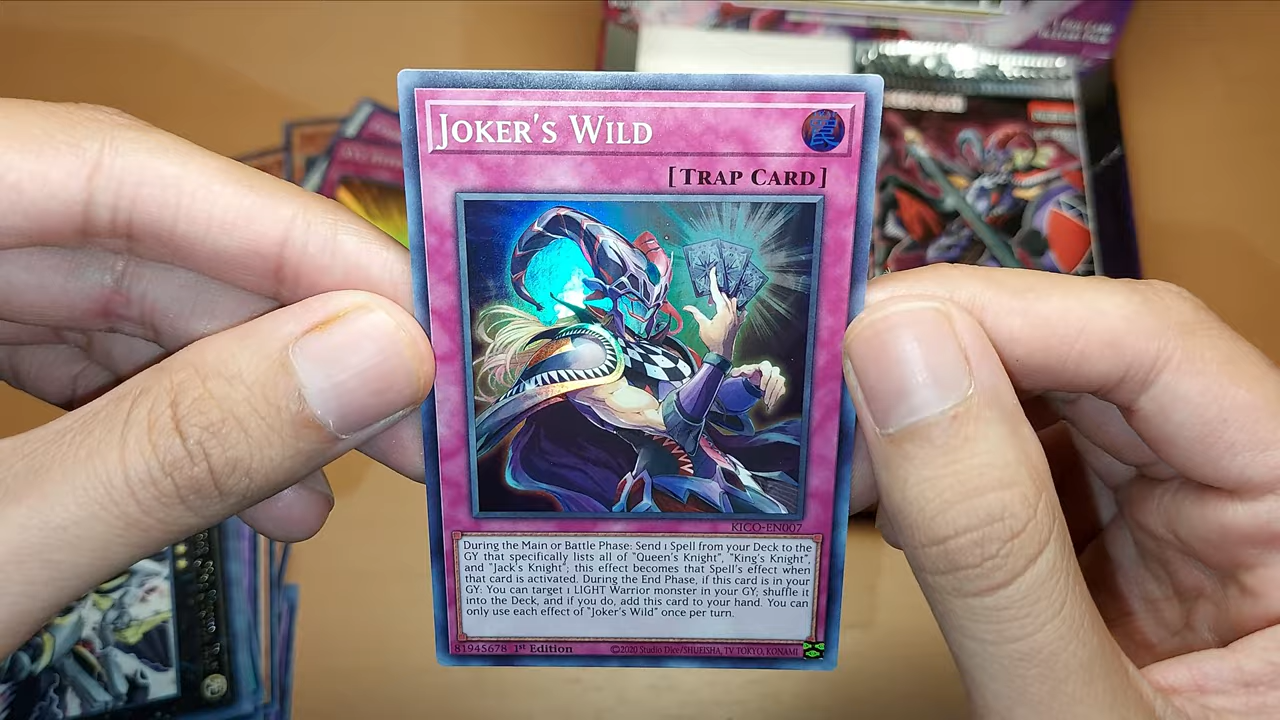 Joker's Wild
罠
[Trap Card]
KICO-EN007
During the Main or Battle Phase: Send 1 Spell from your Deck to the
GY that specifically lists all of "Queen's Knight", "King's Knight",
and "Jack's Knight"; this effect becomes that Spell's effect when
that card is activated. During the End Phase, if this card is in your
GY: You can target 1 LIGHT Warrior monster in your GY; shuffle it
into the Deck, and if you do, add this card to your hand. You can
only use each effect of "Joker's Wild" once per turn.
81945678 1st Edition ©2020 Studio Dice/SHUEISHA, TV TOKYO, KONAMI